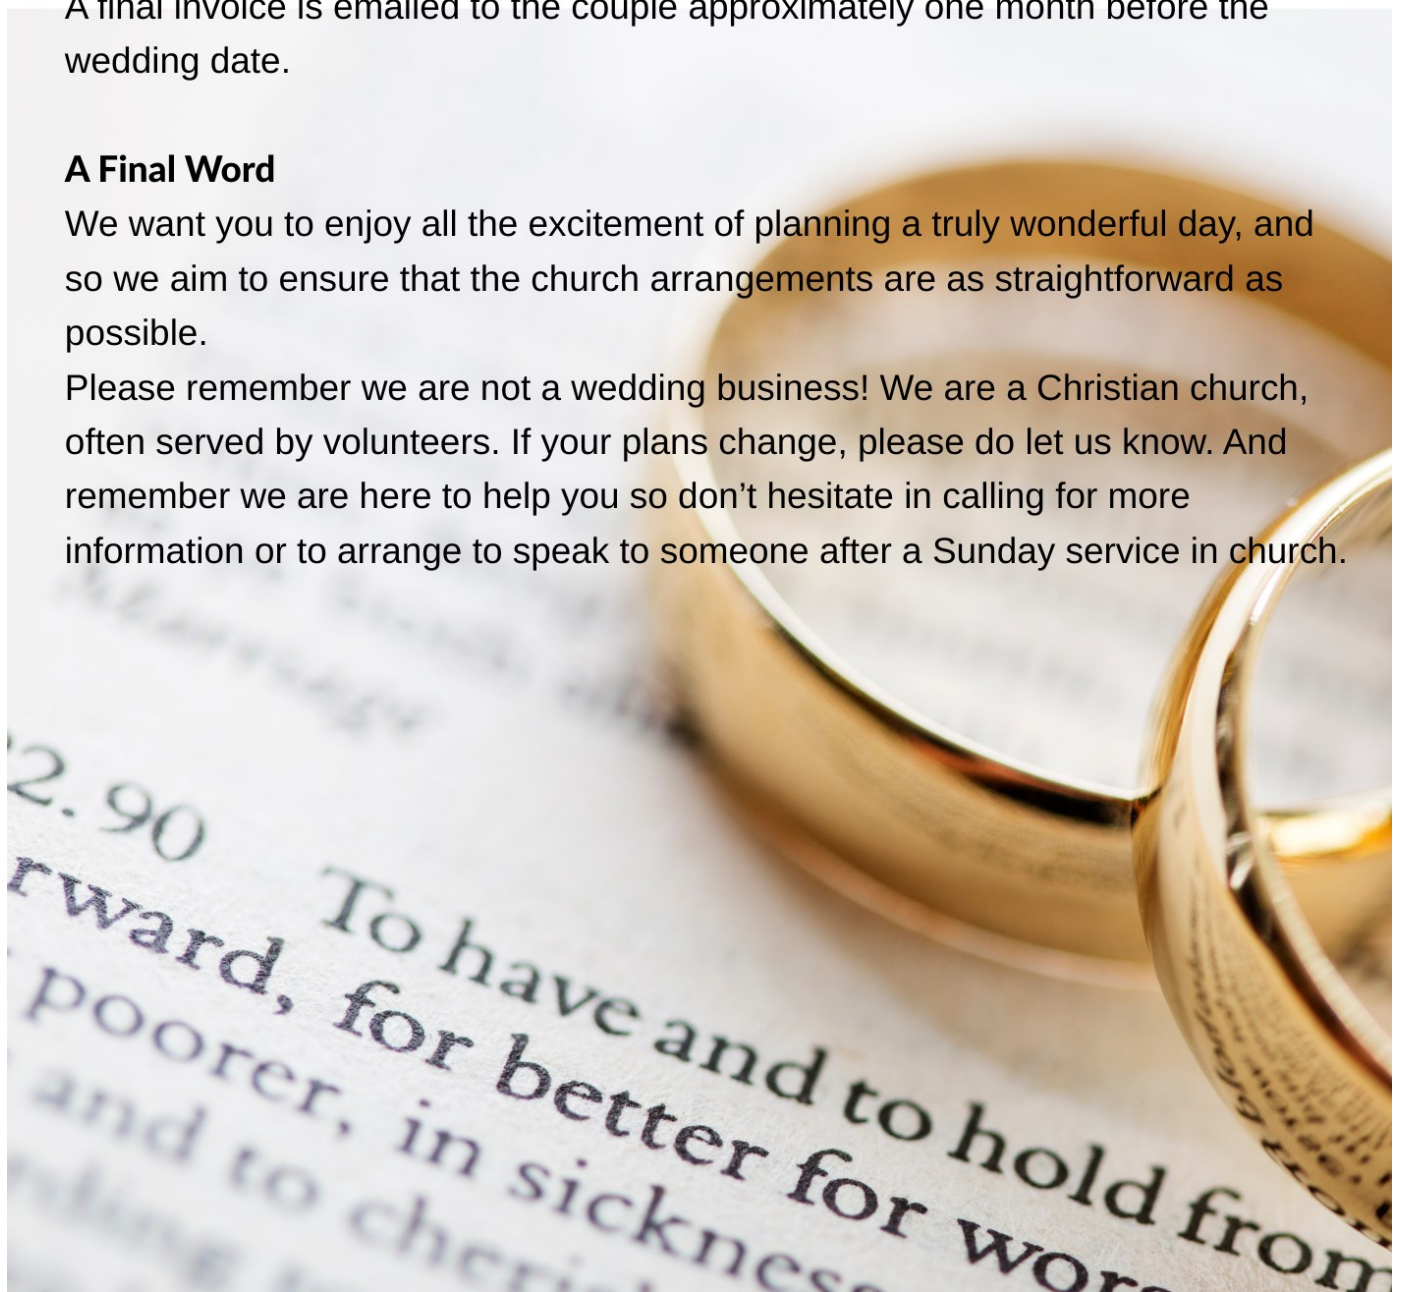 A final invoice is emailed to the couple approximately one month before the
wedding date.
A Final Word
We want you to enjoy all the excitement of planning a truly wonderful day, and
so we aim to ensure that the church arrangements are as straightforward as
possible.
Please remember we are not a wedding business! We are a Christian church,
often served by volunteers. If your plans change, please do let us know. And
remember we are here to help you so don’t hesitate in calling for more
information or to arrange to speak to someone after a Sunday service in church.
2.90 To have and to hold from
rward, for better for wors
poorer, in sickness
and to cheris